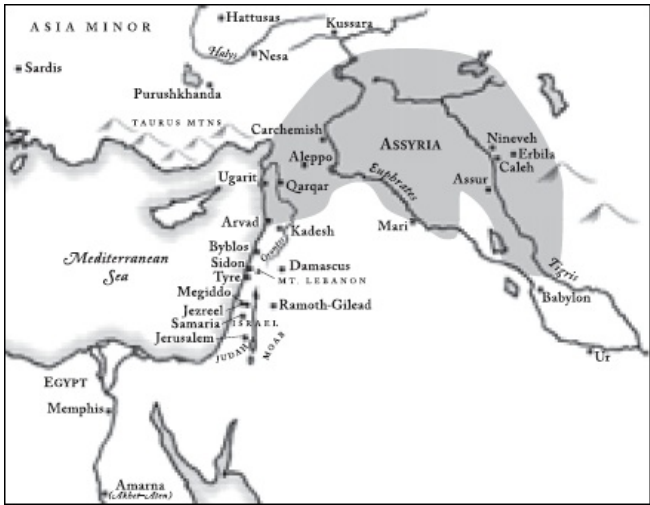 Hattusas
ASIA MINOR
Kussara
Halys
Nesa
Sardis
Purushkhanda
TAURUS MTNS
Carchemish
ASSYRIA
Nineveh
Erbila
Aleppo
Caleh
Ugarit
Qarqar
Euphrates
Assur
Arvad
Mari
Kadesh
Byblos
Orontes
Mediterranean
Sea
Sidon
Damascus
Tigris
Tyre
MT. LEBANON
Megiddo
Babylon
Jezreel
Ramoth-Gilead
Samaria
ISRAEL
Jerusalem
JUDAH
MOAB
Ur
EGYPT
Memphis
Amarna
(Akhet-Aten)